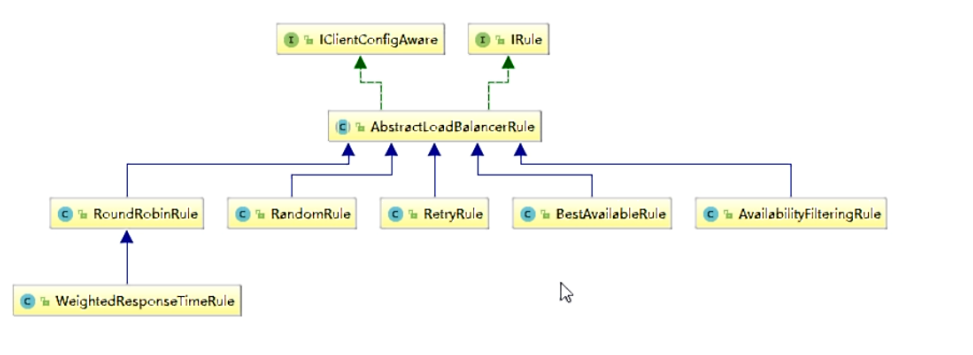 IClientConfigAware
IRule
AbstractLoadBalancerRule
RoundRobinRule
RandomRule
RetryRule
BestAvailableRule
AvailabilityFilteringRule
WeightedResponseTimeRule